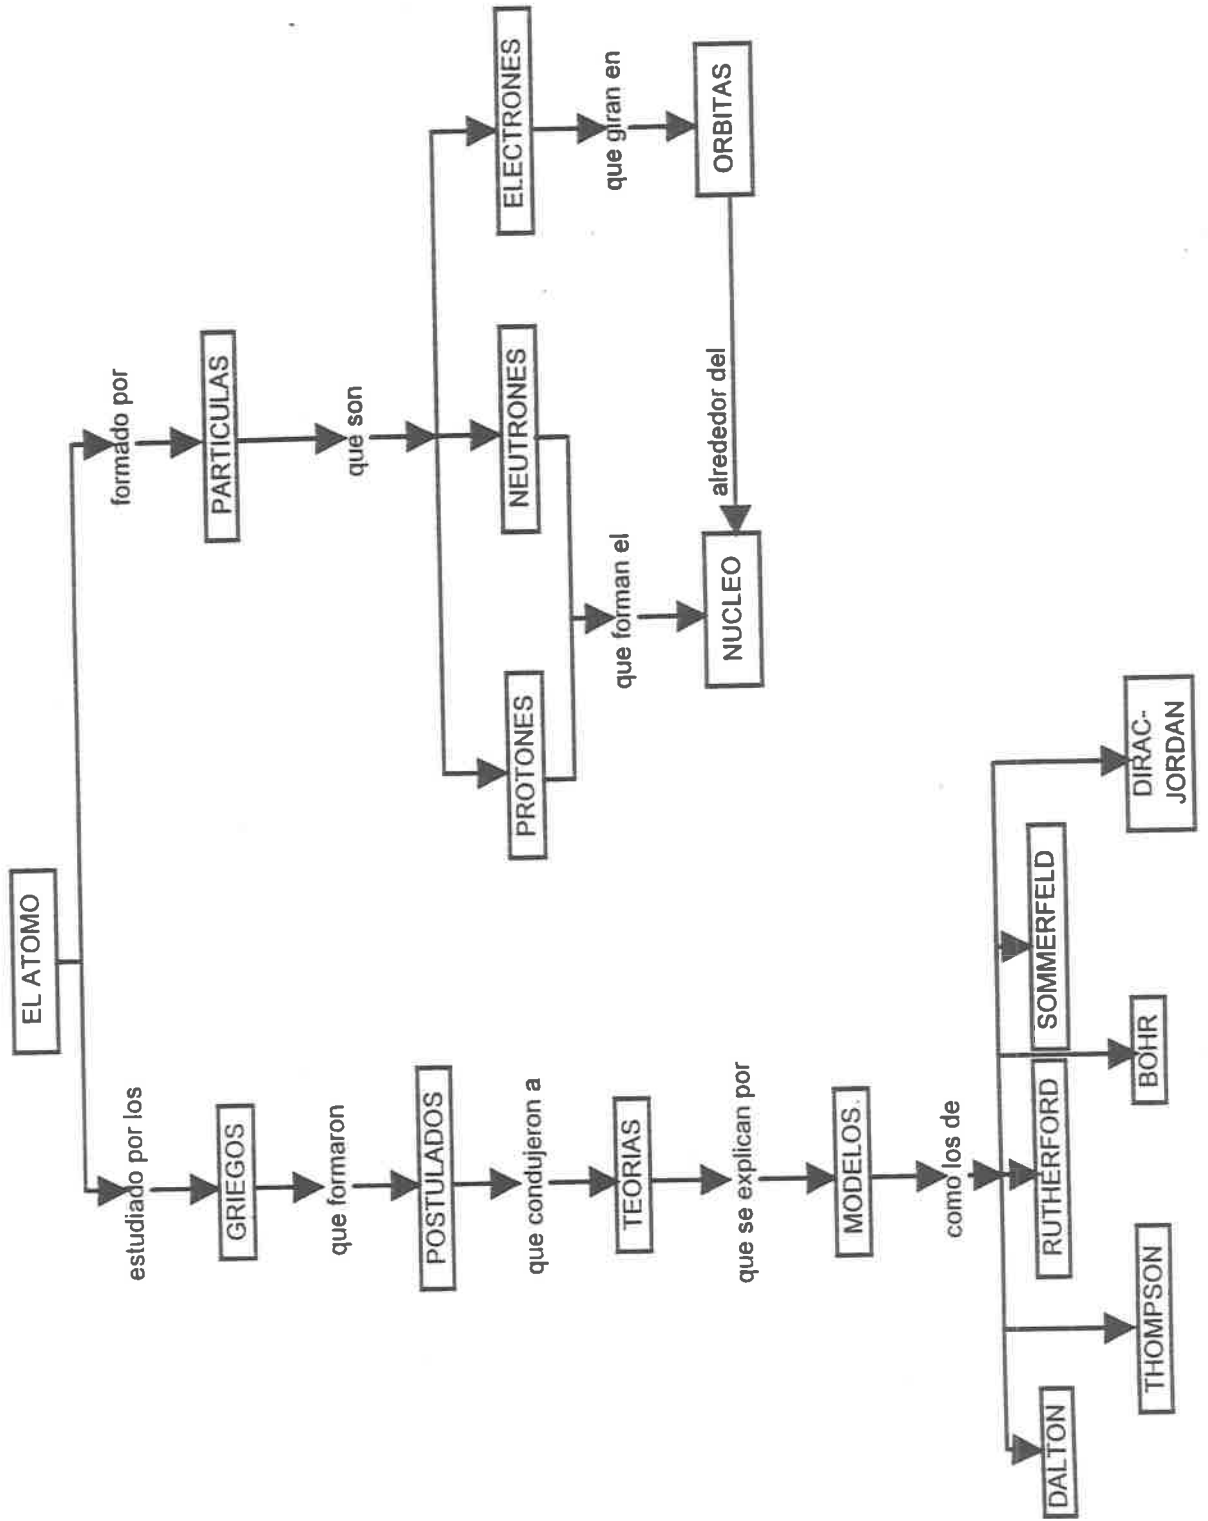 EL ATOMO
estudiado por los
GRIEGOS
que formaron
POSTULADOS
que condujeron a
TEORIAS
que se explican por
MODELOS.
como los de
DALTON
THOMPSON
RUTHERFORD
BOHR
SOMMERFELD
DIRAC-
JORDAN
formado por
PARTICULAS
que son
PROTONES
NEUTRONES
ELECTRONES
que forman el
NUCLEO
que giran en
ORBITAS
alrededor del